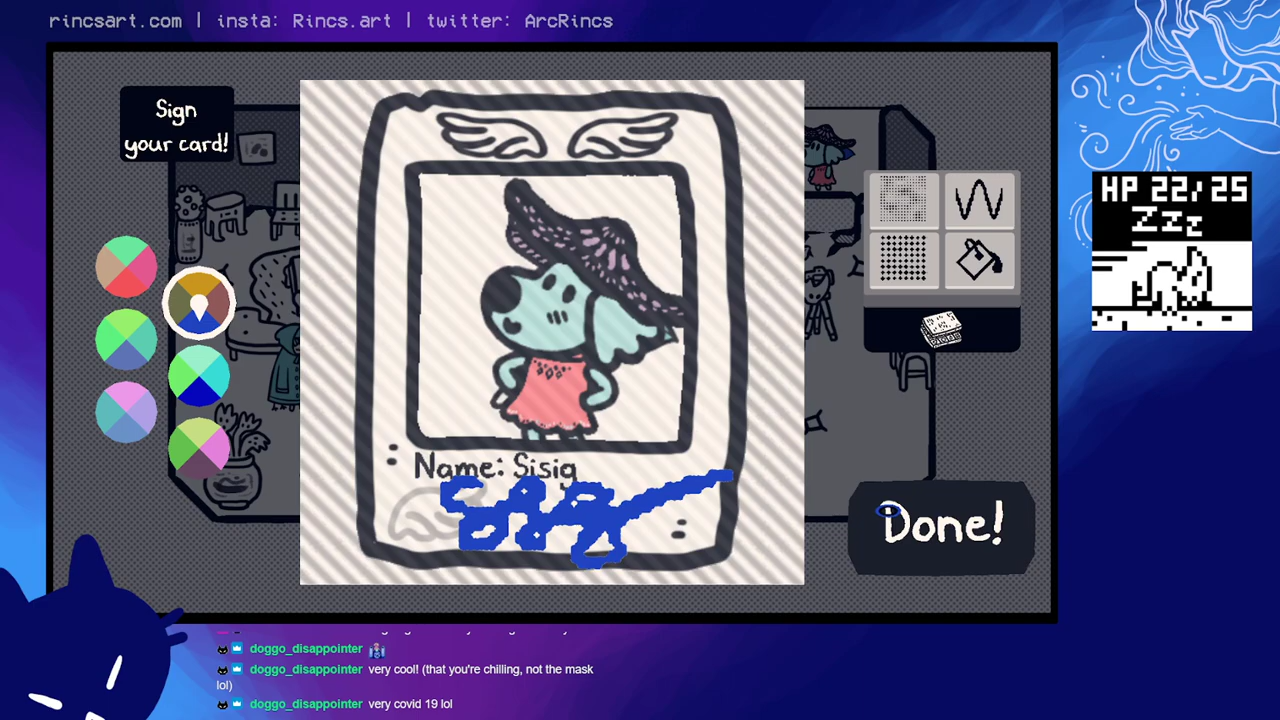 rincsart.com | insta: Rincs.art | twitter: ArcRincs
Sign
your card!
Name: Sisig
Done!
HP 22/25
Zzz
doggo_disappointer
doggo_disappointer very cool! (that you're chilling, not the mask
lol)
doggo_disappointer very covid 19 lol